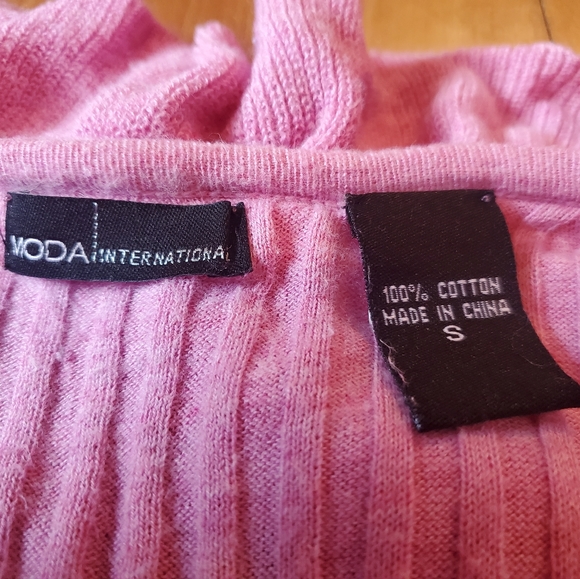 MODA INTERNATIONAL
100% COTTON
MADE IN CHINA
S